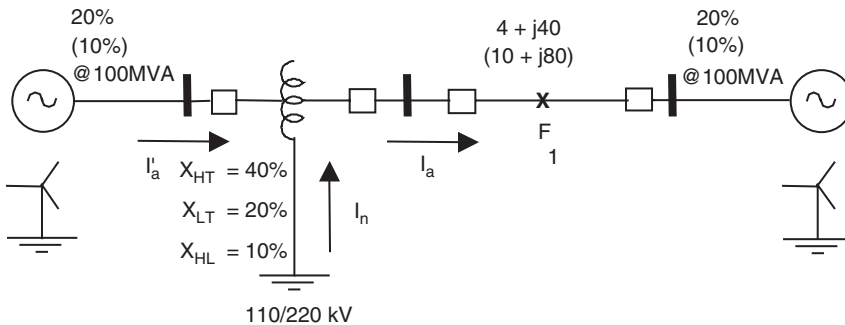 20%
(10%)
@100MVA
4 + j40
(10 + j80)
20%
(10%)
@100MVA
x
F
1
I'a
Ia
XHT = 40%
XLT = 20%
XHL = 10%
In
110/220 kV